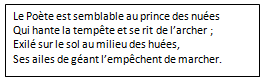 Le Poète est semblable au prince des nuées
Qui hante la tempête et se rit de l'archer ;
Exilé sur le sol au milieu des huées,
Ses ailes de géant l'empêchent de marcher.